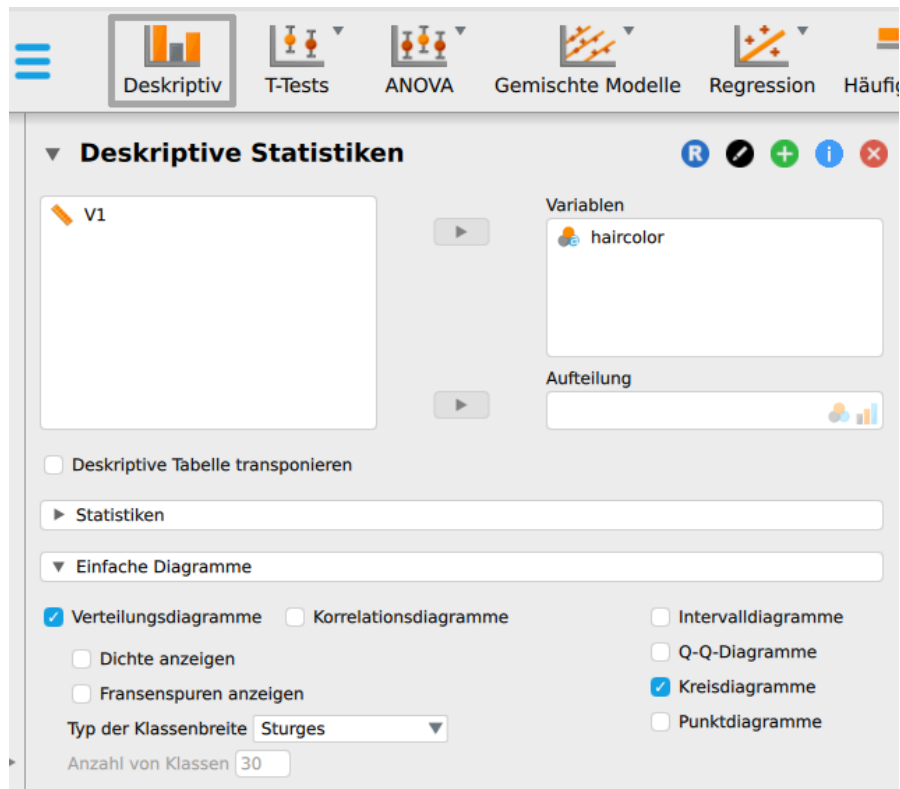 Deskriptiv T-Tests ANOVA Gemischte Modelle Regression Häufig
Deskriptive Statistiken
R i
V1
Variablen
haircolor
Aufteilung
Deskriptive Tabelle transponieren
Statistiken
Einfache Diagramme
Verteilungsdiagramme Korrelationsdiagramme Intervalldiagramme
Dichte anzeigen Q-Q-Diagramme
Fransenspuren anzeigen Kreisdiagramme
Typ der Klassenbreite Sturges Punktdiagramme
Anzahl von Klassen 30